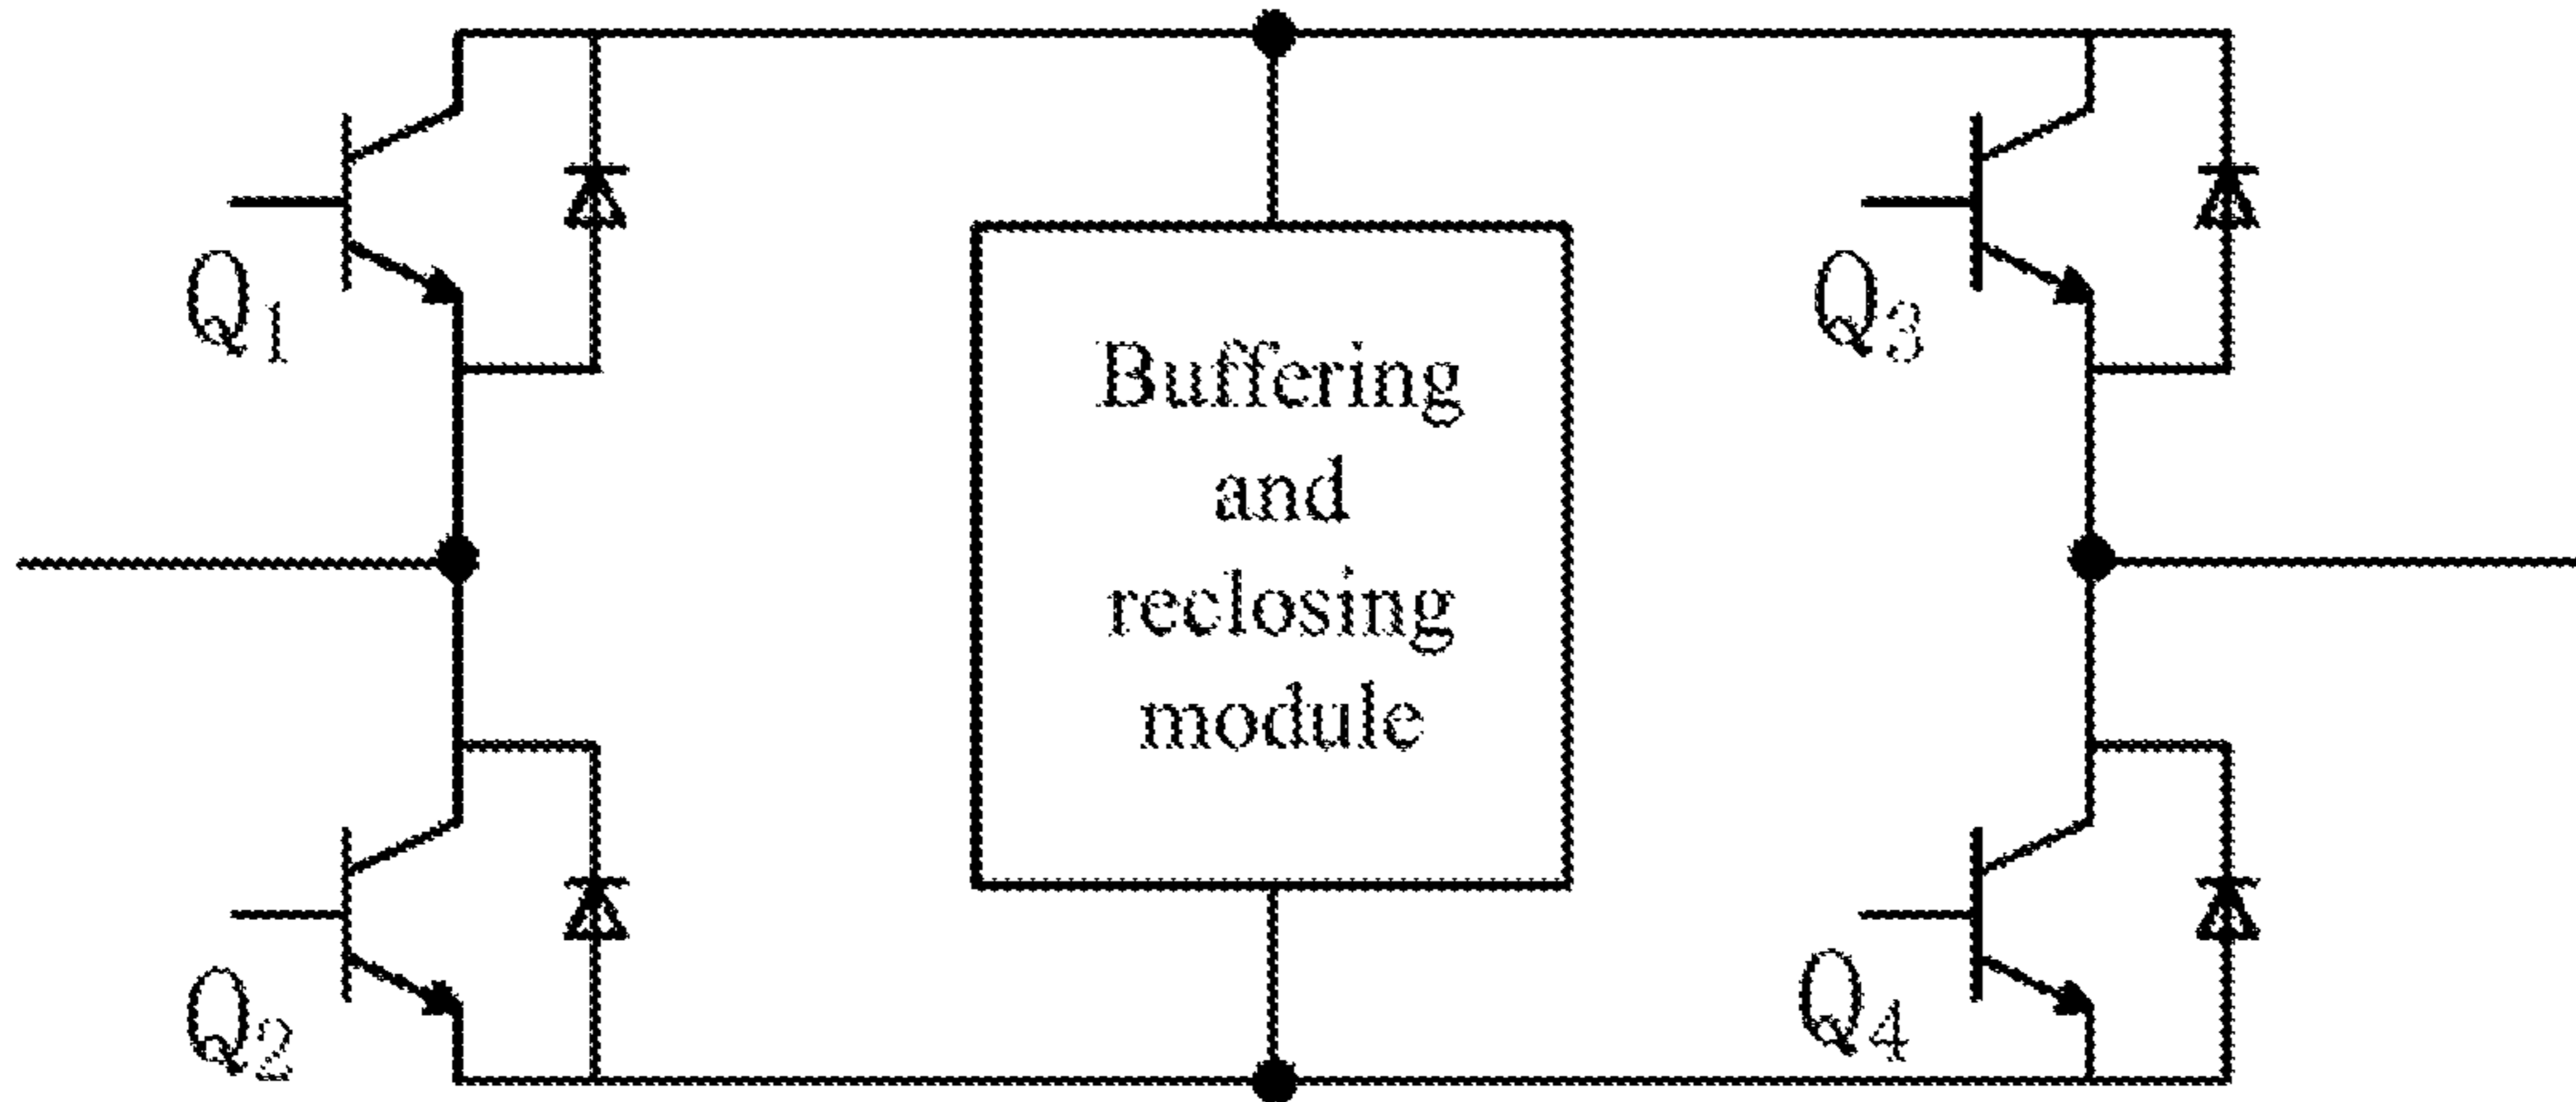 Q1
Q3
Buffering
and
reclosing
module
Q2
Q4